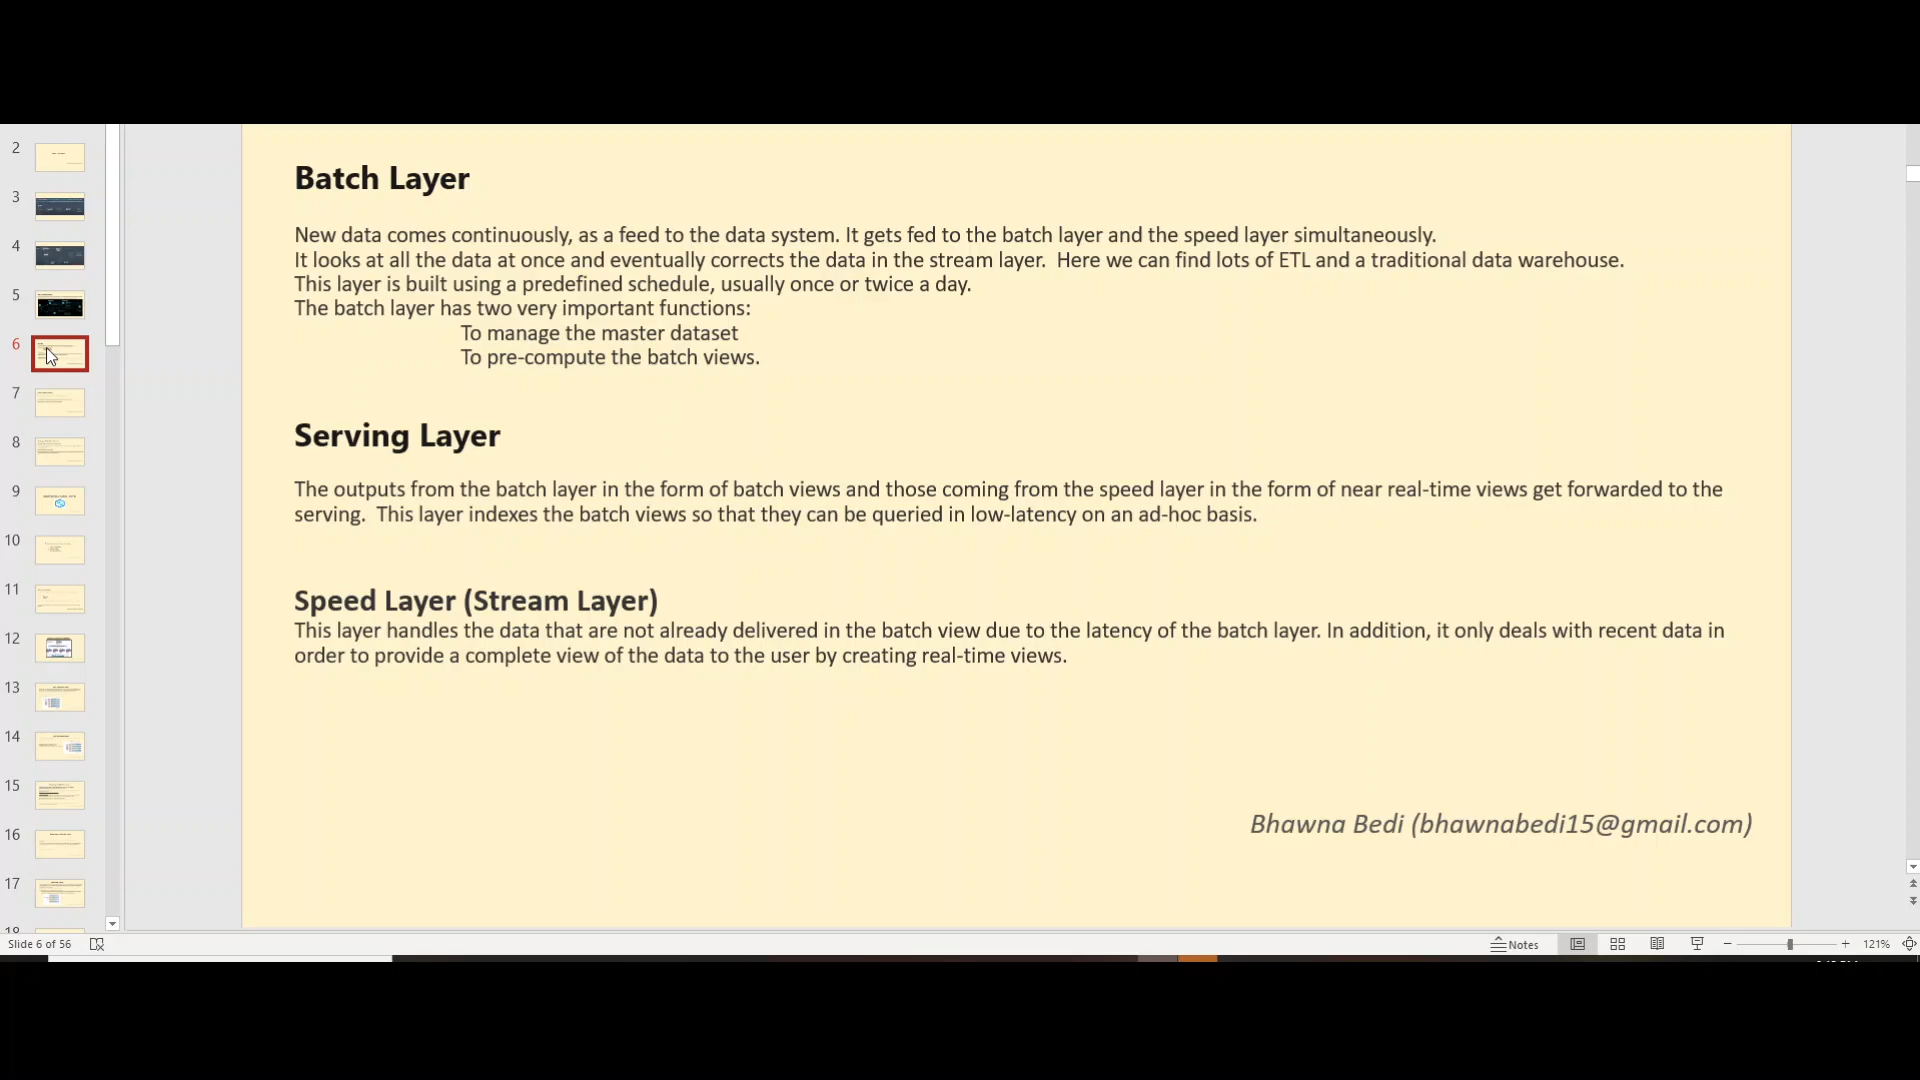 2
3
4
5
6
7
8
9
10
11
12
13
14
15
16
17
Batch Layer
New data comes continuously, as a feed to the data system. It gets fed to the batch layer and the speed layer simultaneously.
It looks at all the data at once and eventually corrects the data in the stream layer.  Here we can find lots of ETL and a traditional data warehouse.
This layer is built using a predefined schedule, usually once or twice a day.
The batch layer has two very important functions:
To manage the master dataset
To pre-compute the batch views.
Serving Layer
The outputs from the batch layer in the form of batch views and those coming from the speed layer in the form of near real-time views get forwarded to the
serving.  This layer indexes the batch views so that they can be queried in low-latency on an ad-hoc basis.
Speed Layer (Stream Layer)
This layer handles the data that are not already delivered in the batch view due to the latency of the batch layer. In addition, it only deals with recent data in
order to provide a complete view of the data to the user by creating real-time views.
Bhawna Bedi (bhawnabedi15@gmail.com)
Slide 6 of 56
Notes
121%